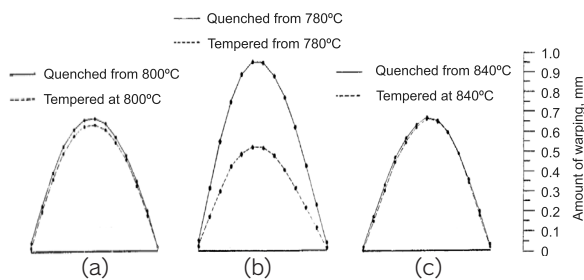 Quenched from 780ºC
Tempered from 780ºC
Quenched from 800ºC
Tempered at 800ºC
Quenched from 840ºC
Tempered at 840ºC
1.0
0.9
0.8
0.7
0.6
0.5
0.4
0.3
0.2
0.1
0
Amount of warping, mm
(a)
(b)
(c)